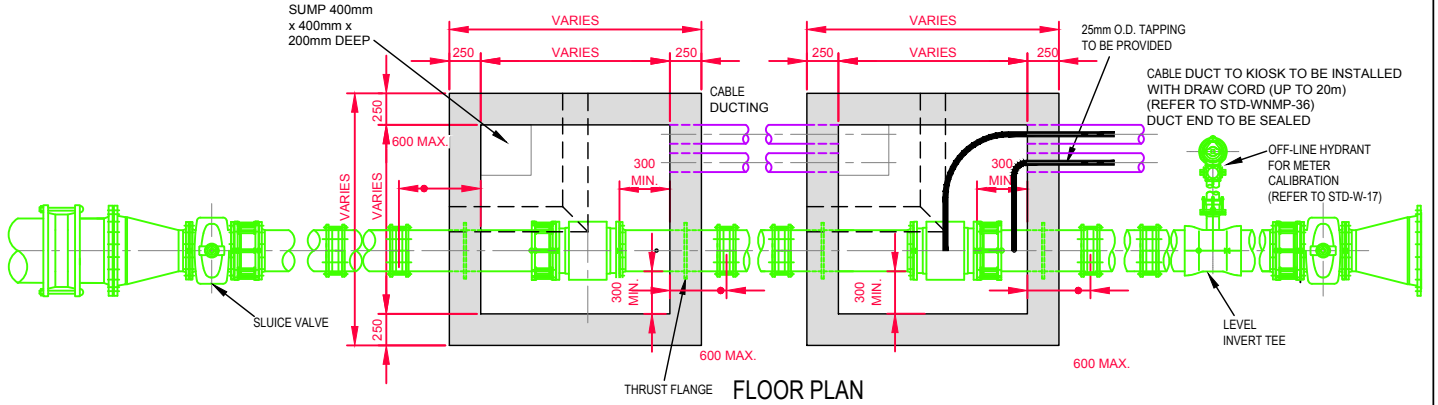 SUMP 400mm
x 400mm x
200mm DEEP
VARIES
250
VARIES
250
VARIES
250
VARIES
250
25mm O.D. TAPPING
TO BE PROVIDED
CABLE DUCT TO KIOSK TO BE INSTALLED
WITH DRAW CORD (UP TO 20m)
(REFER TO STD-WNMP-36)
DUCT END TO BE SEALED
CABLE
DUCTING
250
600 MAX.
VARIES
VARIES
300
MIN.
300
MIN.
OFF-LINE HYDRANT
FOR METER
CALIBRATION
(REFER TO STD-W-17)
300
MIN.
300
MIN.
250
SLUICE VALVE
LEVEL
INVERT TEE
600 MAX.
600 MAX.
THRUST FLANGE
FLOOR PLAN